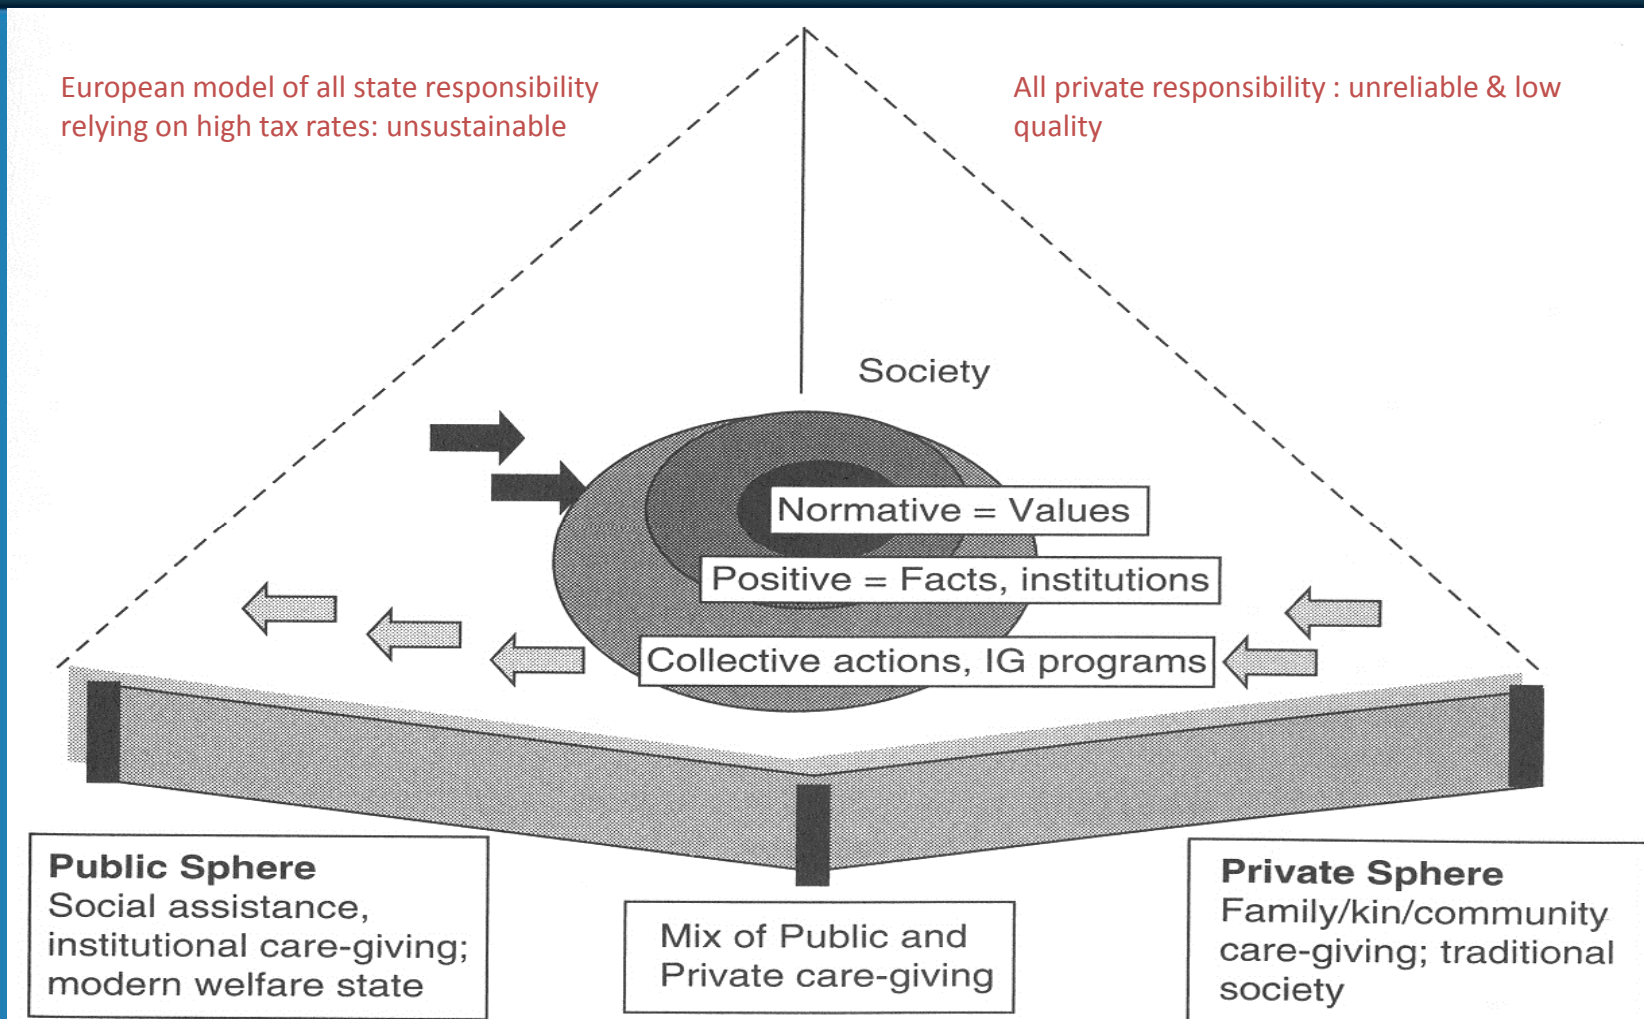 European model of all state responsibility
relying on high tax rates: unsustainable
All private responsibility : unreliable & low
quality
Society
Normative = Values
Positive = Facts, institutions
Collective actions, IG programs
Public Sphere
Social assistance,
institutional care-giving;
modern welfare state
Mix of Public and
Private care-giving
Private Sphere
Family/kin/community
care-giving; traditional
society